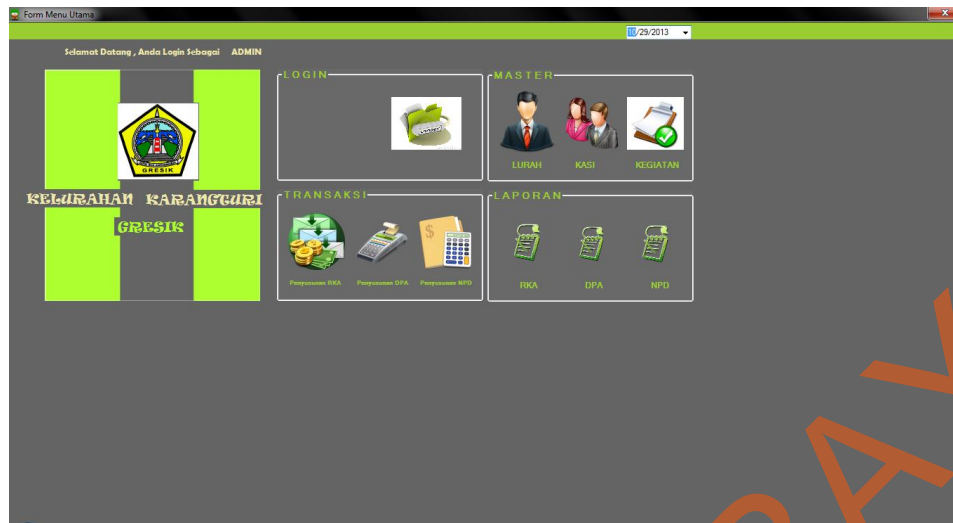 Form Menu Utama
10/29/2013
Selamat Datang , Anda Login Sebagai ADMIN
LOGIN
MASTER
GRESIK
LURAH KASI KEGIATAN
KELURAHAN KARANGTURI
GRESIK
TRANSAKSI
LAPORAN
Penyusunan RKA Penyusunan DPA Penyusunan NPD
RKA DPA NPD